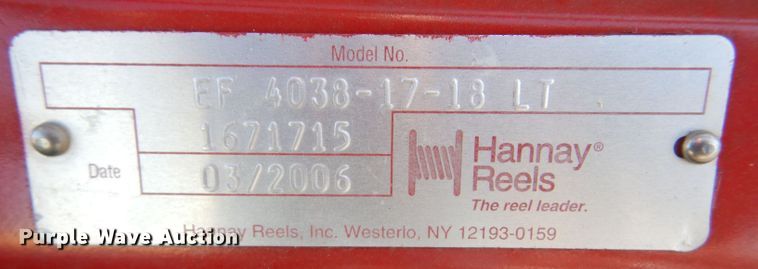 Model No.
EF 4038-17-18 LT
1671715
Date 03/2006
Hannay®
Reels
The reel leader.
Hannay Reels, Inc. Westerlo, NY 12193-0159
Purple Wave Auction